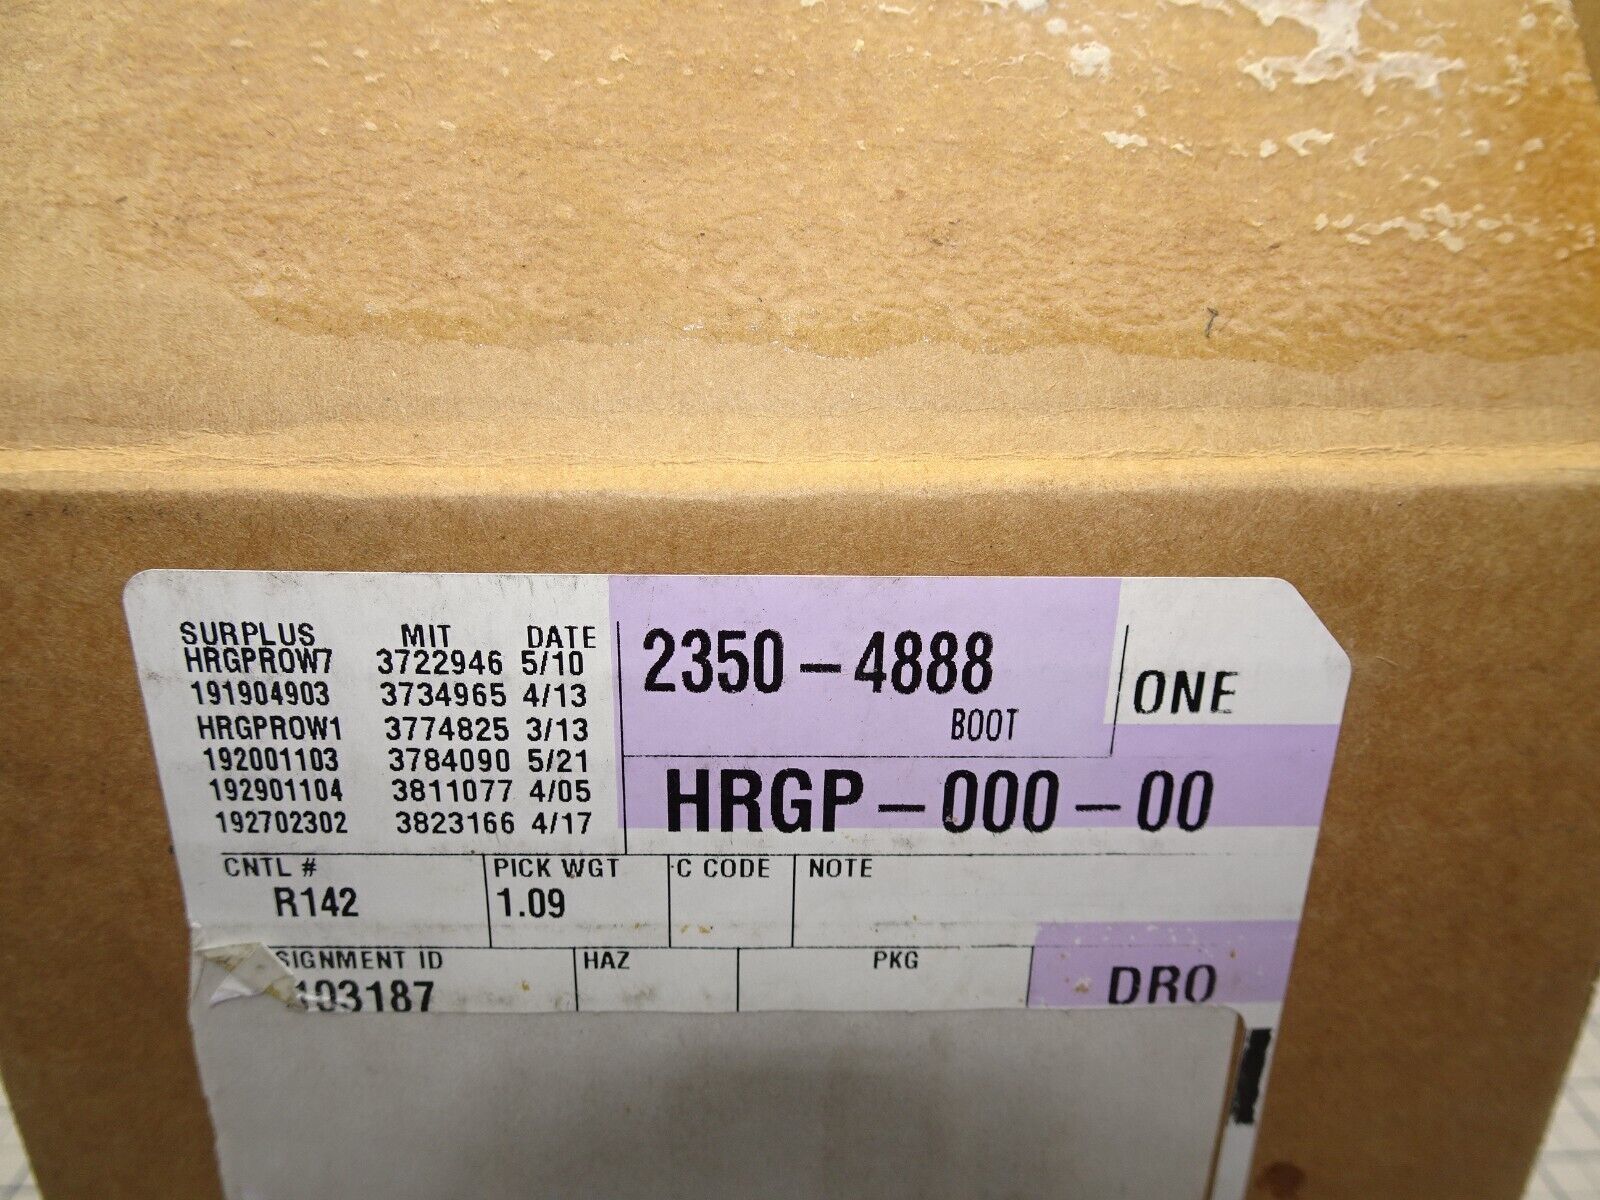 SURPLUS MIT DATE
HRGPROW7 3722946 5/10
191904903 3734965 4/13
HRGPROW1 3774825 3/13
192001103 3784090 5/21
192901104 3811077 4/05
192702302 3823166 4/17
2350-4888
BOOT
ONE
HRGP-000-00
CNTL # PICK WGT C CODE NOTE
R142 1.09
SIGNMENT ID HAZ PKG
103187 DRO